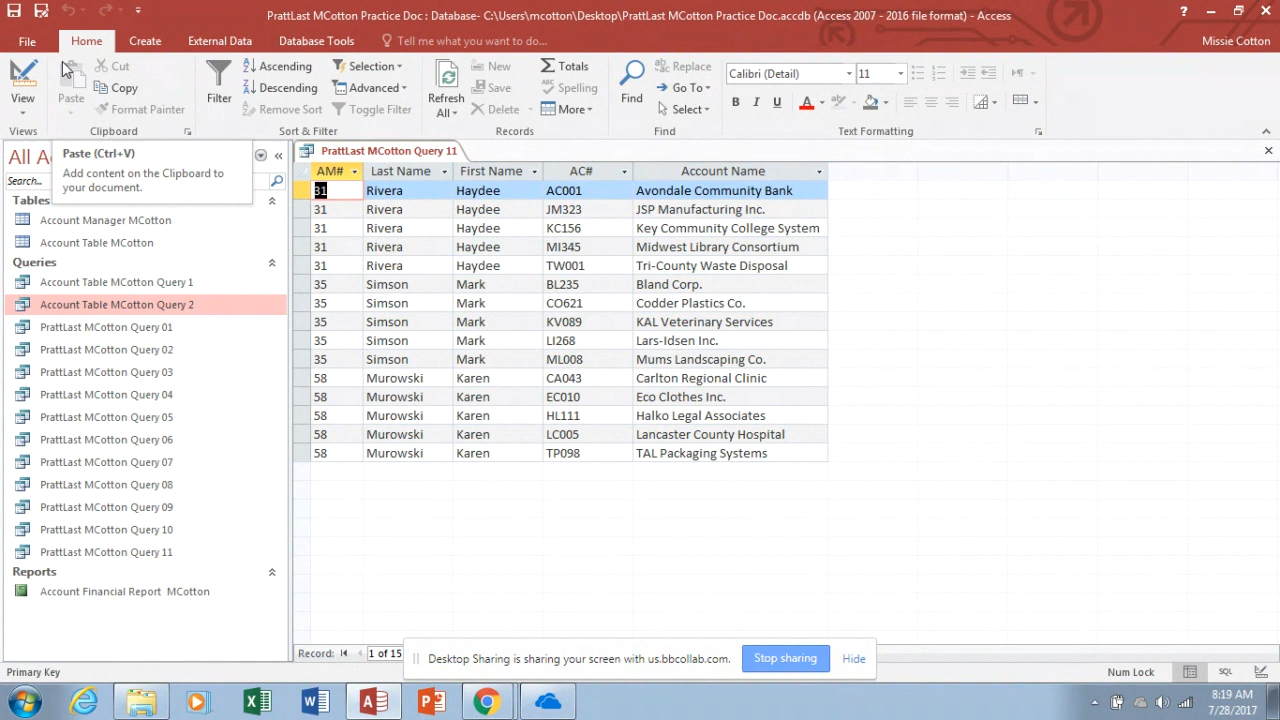 PrattLast MCotton Practice Doc : Database- C:\Users\mcotton\Desktop\PrattLast MCotton Practice Doc.accdb (Access 2007 - 2016 file format) - Access
File Home Create External Data Database Tools Tell me what you want to do... Missie Cotton
View
Views
Paste
Cut
Copy
Format Painter
Clipboard
Filter
Ascending
Descending
Remove Sort
Selection
Advanced
Toggle Filter
Sort & Filter
Refresh All
New
Save
Delete
Totals
Spelling
More
Records
Find
Replace
Go To
Select
Find
Calibri (Detail) 11
B I U A
Text Formatting
All A
Search...
Paste (Ctrl+V)
Add content on the Clipboard to
your document.
Tables
Account Manager MCotton
Account Table MCotton
Queries
Account Table MCotton Query 1
Account Table MCotton Query 2
PrattLast MCotton Query 01
PrattLast MCotton Query 02
PrattLast MCotton Query 03
PrattLast MCotton Query 04
PrattLast MCotton Query 05
PrattLast MCotton Query 06
PrattLast MCotton Query 07
PrattLast MCotton Query 08
PrattLast MCotton Query 09
PrattLast MCotton Query 10
PrattLast MCotton Query 11
Reports
Account Financial Report MCotton
PrattLast MCotton Query 11
AM# Last Name First Name AC# Account Name
31 Rivera Haydee AC001 Avondale Community Bank
31 Rivera Haydee JM323 JSP Manufacturing Inc.
31 Rivera Haydee KC156 Key Community College System
31 Rivera Haydee MI345 Midwest Library Consortium
31 Rivera Haydee TW001 Tri-County Waste Disposal
35 Simson Mark BL235 Bland Corp.
35 Simson Mark CO621 Codder Plastics Co.
35 Simson Mark KV089 KAL Veterinary Services
35 Simson Mark LI268 Lars-Idsen Inc.
35 Simson Mark ML008 Mums Landscaping Co.
58 Murowski Karen CA043 Carlton Regional Clinic
58 Murowski Karen EC010 Eco Clothes Inc.
58 Murowski Karen HL111 Halko Legal Associates
58 Murowski Karen LC005 Lancaster County Hospital
58 Murowski Karen TP098 TAL Packaging Systems
Record: 1 of 15
Desktop Sharing is sharing your screen with us.bbcollab.com. Stop sharing Hide
Primary Key Num Lock SQL
8:19 AM
7/28/2017